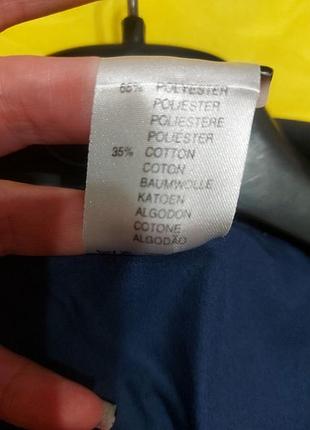 65% POLYESTER
POLIESTER
POLIESTERE
POLIESTER
35% COTTON
COTON
BAUMWOLLE
KATOEN
ALGODON
COTONE
ALGODÃO